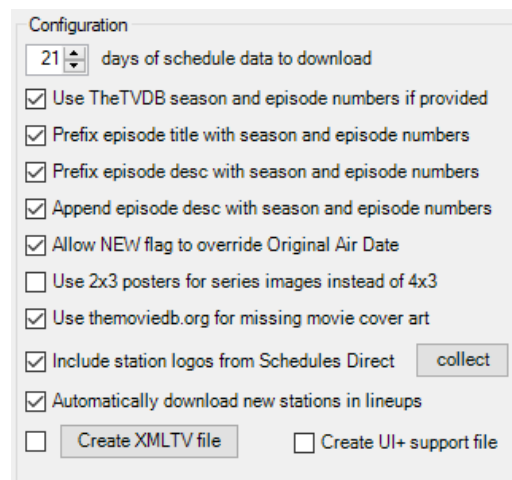 Configuration
21 days of schedule data to download
Use TheTVDB season and episode numbers if provided
Prefix episode title with season and episode numbers
Prefix episode desc with season and episode numbers
Append episode desc with season and episode numbers
Allow NEW flag to override Original Air Date
Use 2x3 posters for series images instead of 4x3
Use themoviedb.org for missing movie cover art
Include station logos from Schedules Direct collect
Automatically download new stations in lineups
Create XMLTV file Create UI+ support file